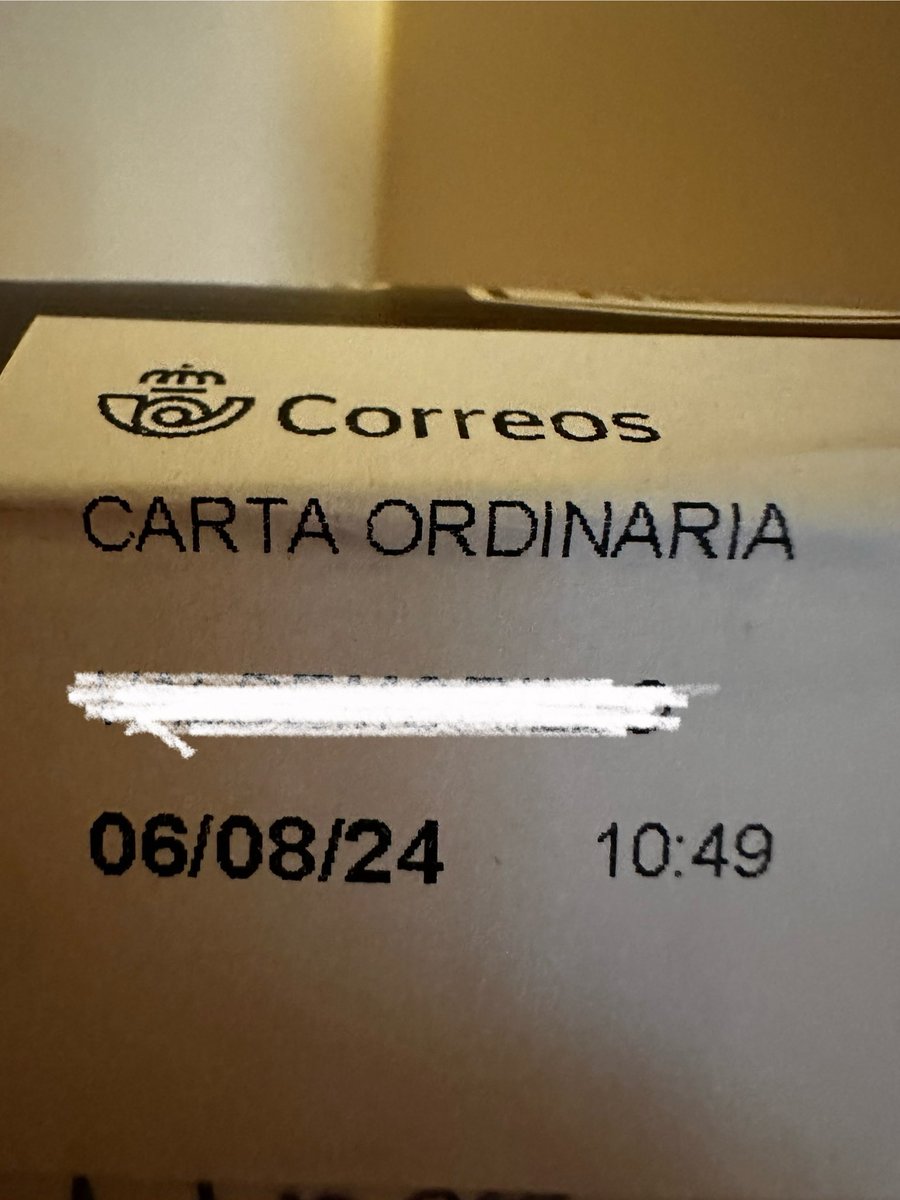 Correos
CARTA ORDINARIA
06/08/24 10:49